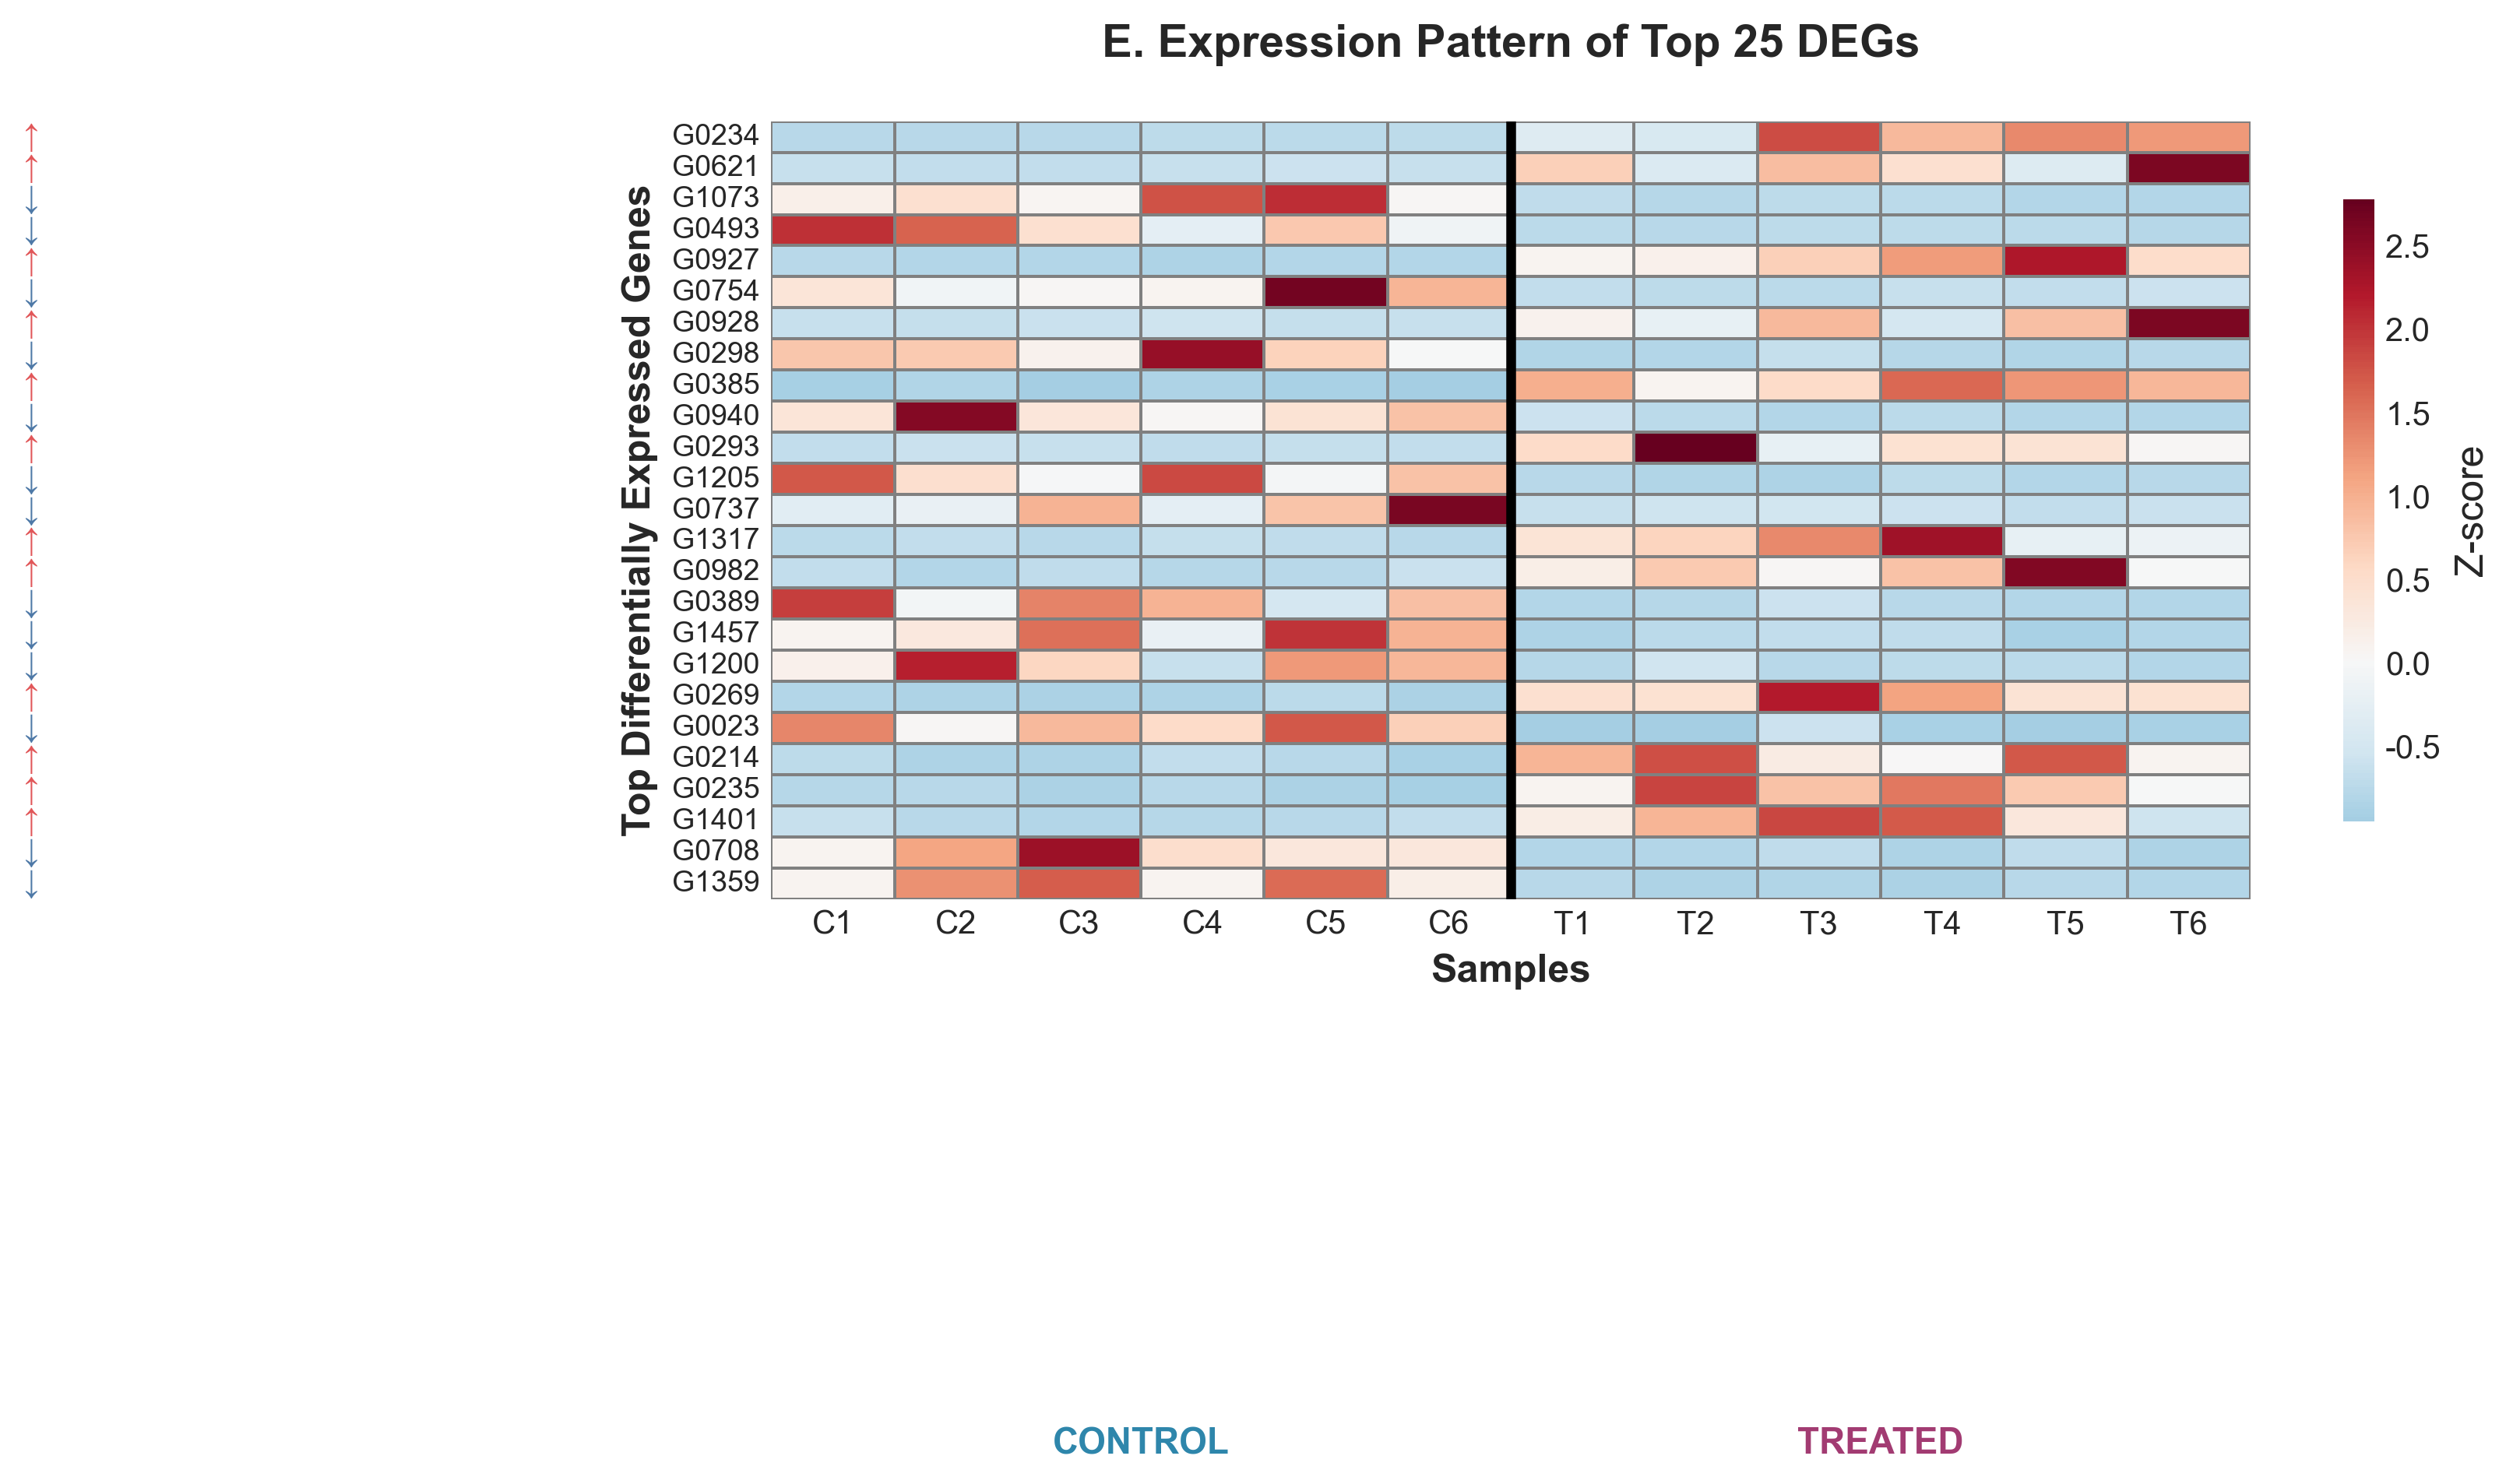 E. Expression Pattern of Top 25 DEGs
Top Differentially Expressed Genes
↑ G0234
↑ G0621
↓ G1073
↓ G0493
↑ G0927
↓ G0754
↑ G0928
↓ G0298
↑ G0385
↓ G0940
↑ G0293
↓ G1205
↓ G0737
↑ G1317
↑ G0982
↓ G0389
↓ G1457
↓ G1200
↑ G0269
↓ G0023
↑ G0214
↑ G0235
↑ G1401
↓ G0708
↓ G1359
C1 C2 C3 C4 C5 C6 T1 T2 T3 T4 T5 T6
Samples
2.5
2.0
1.5
1.0
0.5
0.0
-0.5
Z-score
CONTROL TREATED